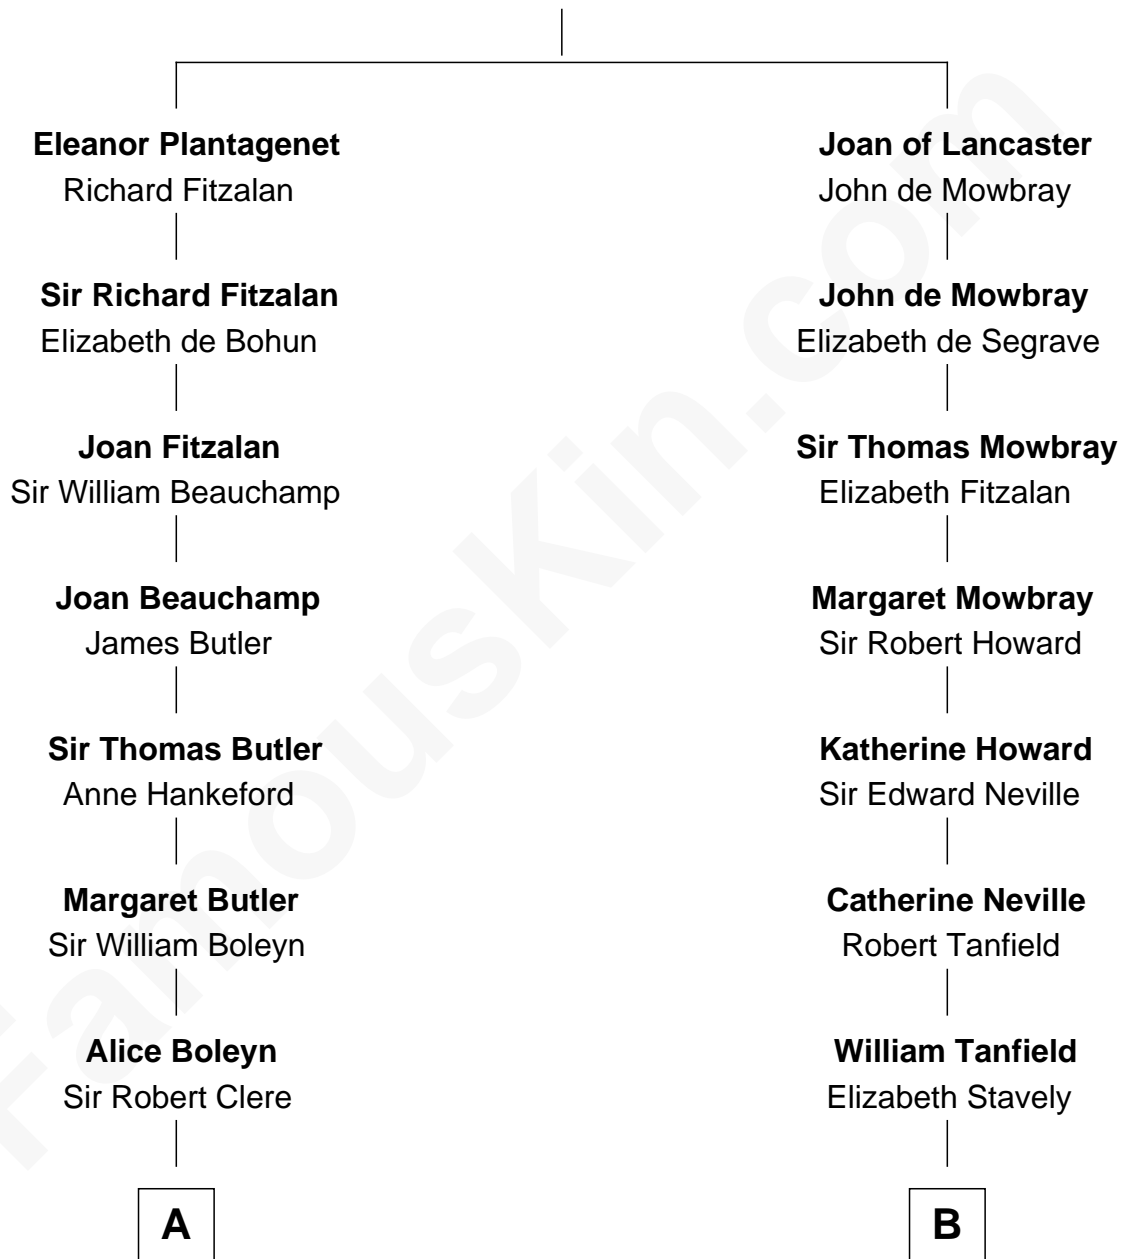 Eleanor Plantagenet
Richard Fitzalan
Sir Richard Fitzalan
Elizabeth de Bohun
Joan Fitzalan
Sir William Beauchamp
Joan Beauchamp
James Butler
Sir Thomas Butler
Anne Hankeford
Margaret Butler
Sir William Boleyn
Alice Boleyn
Sir Robert Clere
A
Joan of Lancaster
John de Mowbray
John de Mowbray
Elizabeth de Segrave
Sir Thomas Mowbray
Elizabeth Fitzalan
Margaret Mowbray
Sir Robert Howard
Katherine Howard
Sir Edward Neville
Catherine Neville
Robert Tanfield
William Tanfield
Elizabeth Stavely
B
FamousKin.com